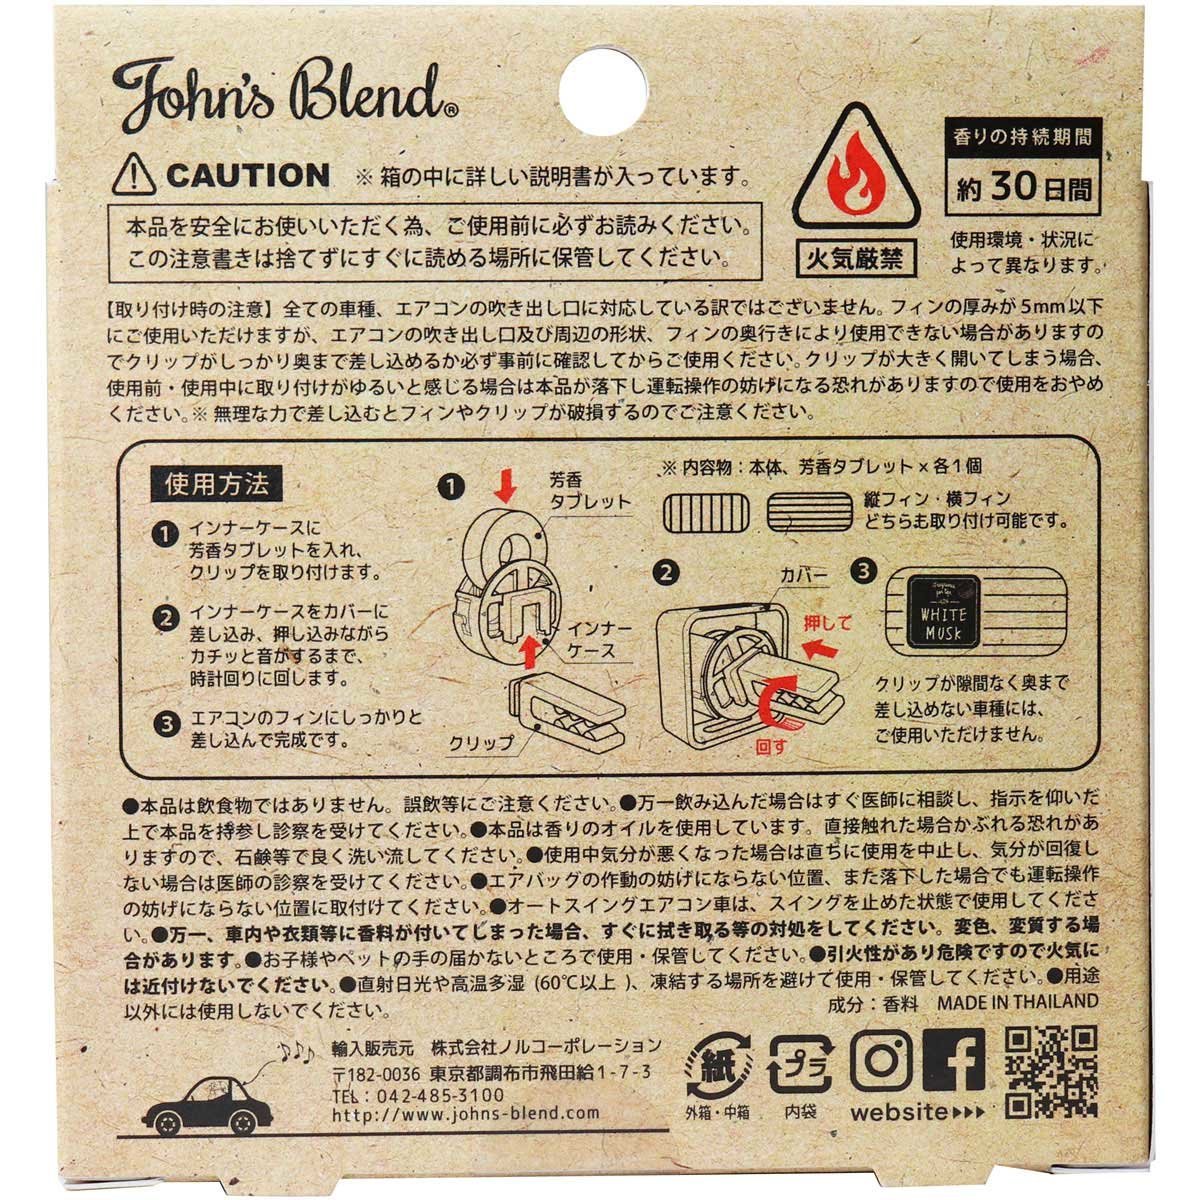 John's Blend®
CAUTION ※箱の中に詳しい説明書が入っています。
本品を安全にお使いいただく為、ご使用前に必ずお読みください。
この注意書きは捨てずにすぐに読める場所に保管してください。
火気厳禁
香りの持続期間
約30日間
使用環境・状況に
よって異なります。
【取り付け時の注意】全ての車種、エアコンの吹き出し口に対応している訳ではございません。フィンの厚みが5mm以下
にご使用いただけますが、エアコンの吹き出し口及び周辺の形状、フィンの奥行きにより使用できない場合がありますの
でクリップがしっかり奥まで差し込めるか必ず事前に確認してからご使用ください。クリップが大きく開いてしまう場合、
使用前・使用中に取り付けがゆるいと感じる場合は本品が落下し運転操作の妨げになる恐れがありますので使用をおやめ
ください。※無理な力で差し込むとフィンやクリップが破損するのでご注意ください。
使用方法
1 インナーケースに
芳香タブレットを入れ、
クリップを取り付けます。
2 インナーケースをカバーに
差し込み、押し込みながら
カチッと音がするまで、
時計回りに回します。
3 エアコンのフィンにしっかりと
差し込んで完成です。
1
芳香
タブレット
インナー
ケース
クリップ
※内容物：本体、芳香タブレット×各1個
縦フィン・横フィン
どちらも取り付け可能です。
2
カバー
押して
回す
3
WHITE
MUSK
クリップが隙間なく奥まで
差し込めない車種には、
ご使用いただけません。
●本品は飲食物ではありません。誤飲等にご注意ください。●万一飲み込んだ場合はすぐ医師に相談し、指示を仰いだ
上で本品を持参し診察を受けてください。●本品は香りのオイルを使用しています。直接触れた場合かぶれる恐れがあ
りますので、石鹸等で良く洗い流してください。●使用中気分が悪くなった場合は直ちに使用を中止し、気分が回復し
ない場合は医師の診察を受けてください。●エアバッグの作動の妨げにならない位置、また落下した場合でも運転操作
の妨げにならない位置に取付けてください。●オートスイングエアコン車は、スイングを止めた状態で使用してくださ
い。●万一、車内や衣類等に香料が付いてしまった場合、すぐに拭き取る等の対処をしてください。変色、変質する場
合があります。●お子様やペットの手の届かないところで使用・保管してください。●引火性があり危険ですので火気に
は近付けないでください。●直射日光や高温多湿(60℃以上)、凍結する場所を避けて使用・保管してください。●用途
以外には使用しないでください。
成分：香料 MADE IN THAILAND
輸入販売元 株式会社ノルコーポレーション
〒182-0036 東京都調布市飛田給1-7-3
TEL：042-485-3100
http://www.johns-blend.com
紙
外箱・中箱
プラ
内袋
website